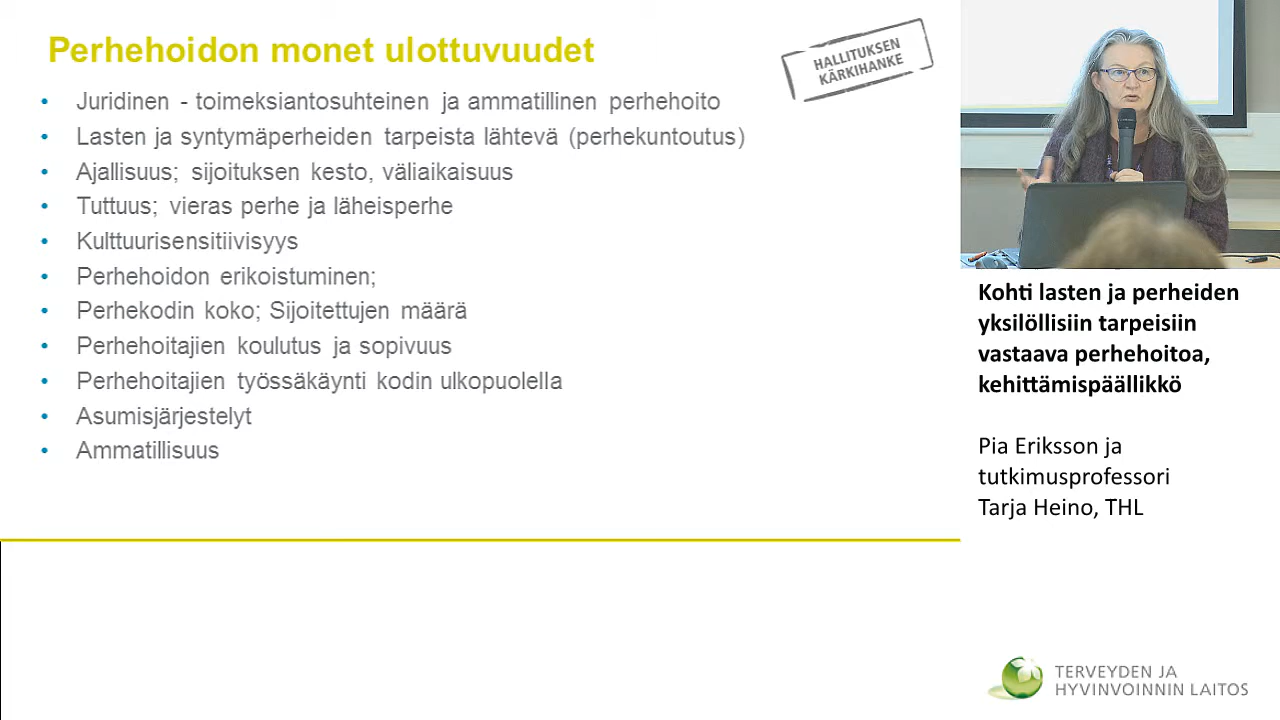 Perhehoidon monet ulottuvuudet
HALLITUKSEN
KÄRKIHANKE
• Juridinen - toimeksiantosuhteinen ja ammatillinen perhehoito
• Lasten ja syntymäperheiden tarpeista lähtevä (perhekuntoutus)
• Ajallisuus; sijoituksen kesto, väliaikaisuus
• Tuttuus; vieras perhe ja läheisperhe
• Kulttuurisensitiivisyys
• Perhehoidon erikoistuminen;
• Perhekodin koko; Sijoitettujen määrä
• Perhehoitajien koulutus ja sopivuus
• Perhehoitajien työssäkäynti kodin ulkopuolella
• Asumisjärjestelyt
• Ammatillisuus
Kohti lasten ja perheiden
yksilöllisiin tarpeisiin
vastaava perhehoitoa,
kehittämispäällikkö
Pia Eriksson ja
tutkimusprofessori
Tarja Heino, THL
TERVEYDEN JA
HYVINVOINNIN LAITOS